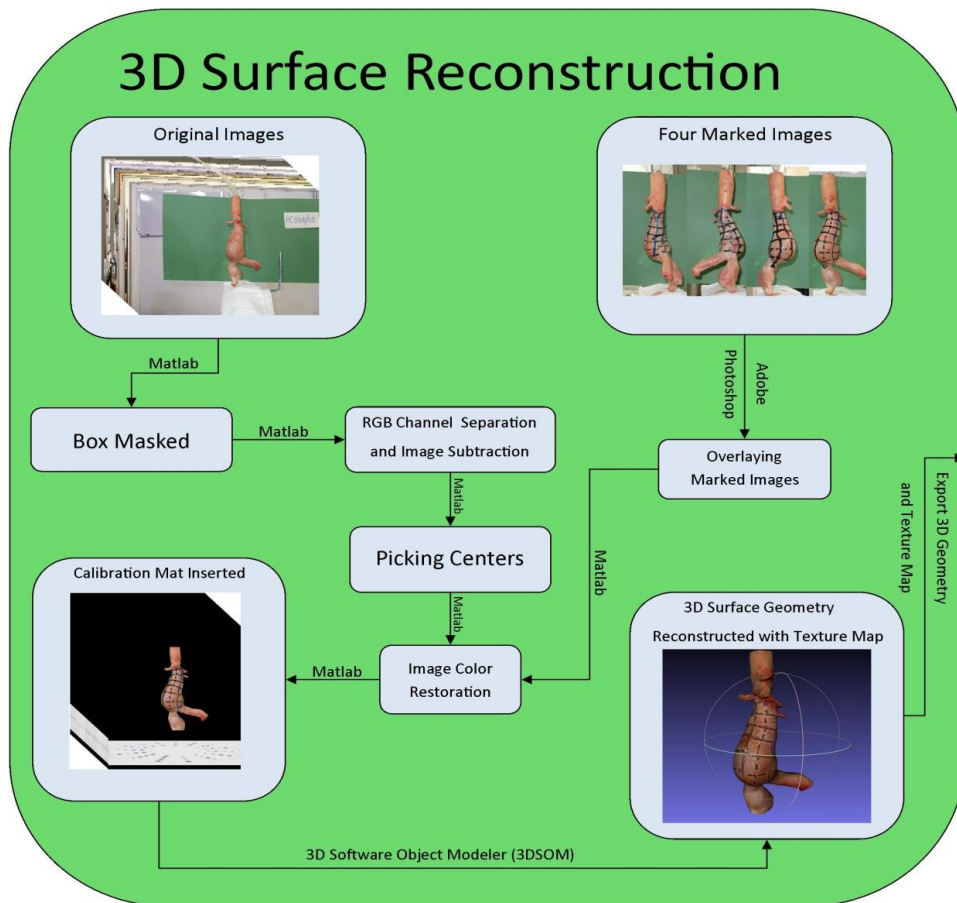 3D Surface Reconstruction
Original Images
Four Marked Images
Matlab
Adobe
Photoshop
Box Masked
Matlab
RGB Channel Separation
and Image Subtraction
Overlaying
Marked Images
Matlab
Picking Centers
Matlab
Matlab
Export 3D Geometry
and Texture Map
Calibration Mat Inserted
Matlab
Image Color
Restoration
3D Surface Geometry
Reconstructed with Texture Map
3D Software Object Modeler (3DSOM)